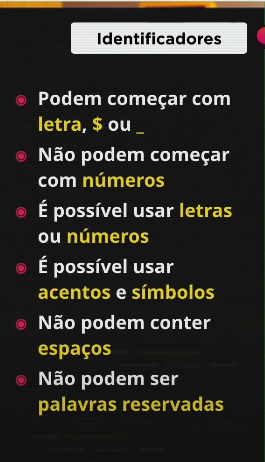 Identificadores
Podem começar com
letra, $ ou _
Não podem começar
com números
É possível usar letras
ou números
É possível usar
acentos e símbolos
Não podem conter
espaços
Não podem ser
palavras reservadas